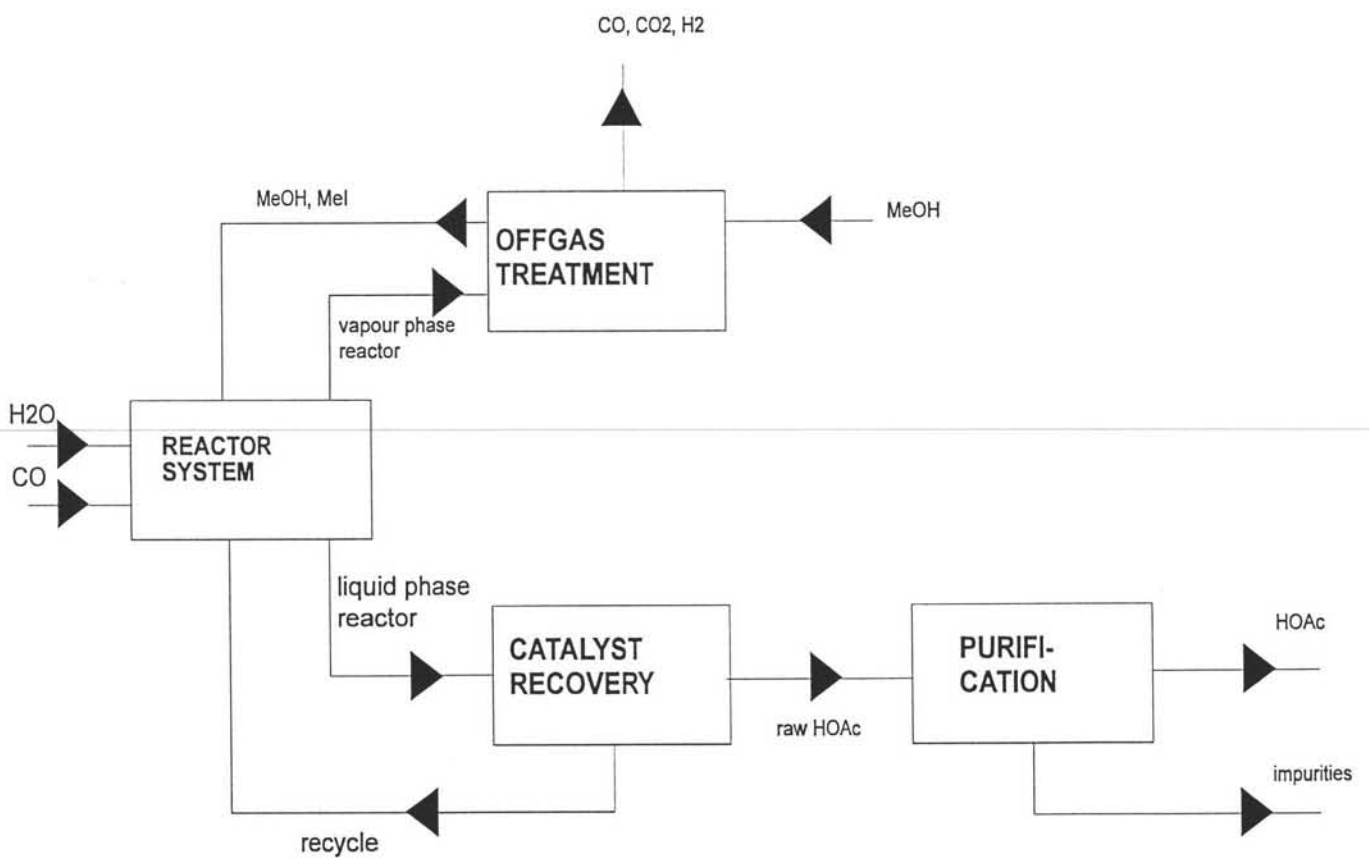 CO, CO2, H2
MeOH, MeI
MeOH
OFFGAS
TREATMENT
vapour phase
reactor
H2O
REACTOR
SYSTEM
CO
liquid phase
reactor
CATALYST
RECOVERY
PURIFI-
CATION
HOAc
raw HOAc
impurities
recycle